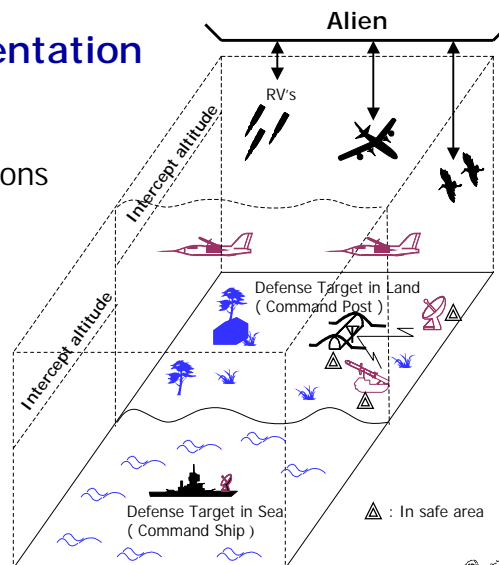 Alien
entation
RV's
ons
Intercept altitude
Defense Target in Land
( Command Post )
Intercept altitude
Defense Target in Sea
( Command Ship )
: In safe area